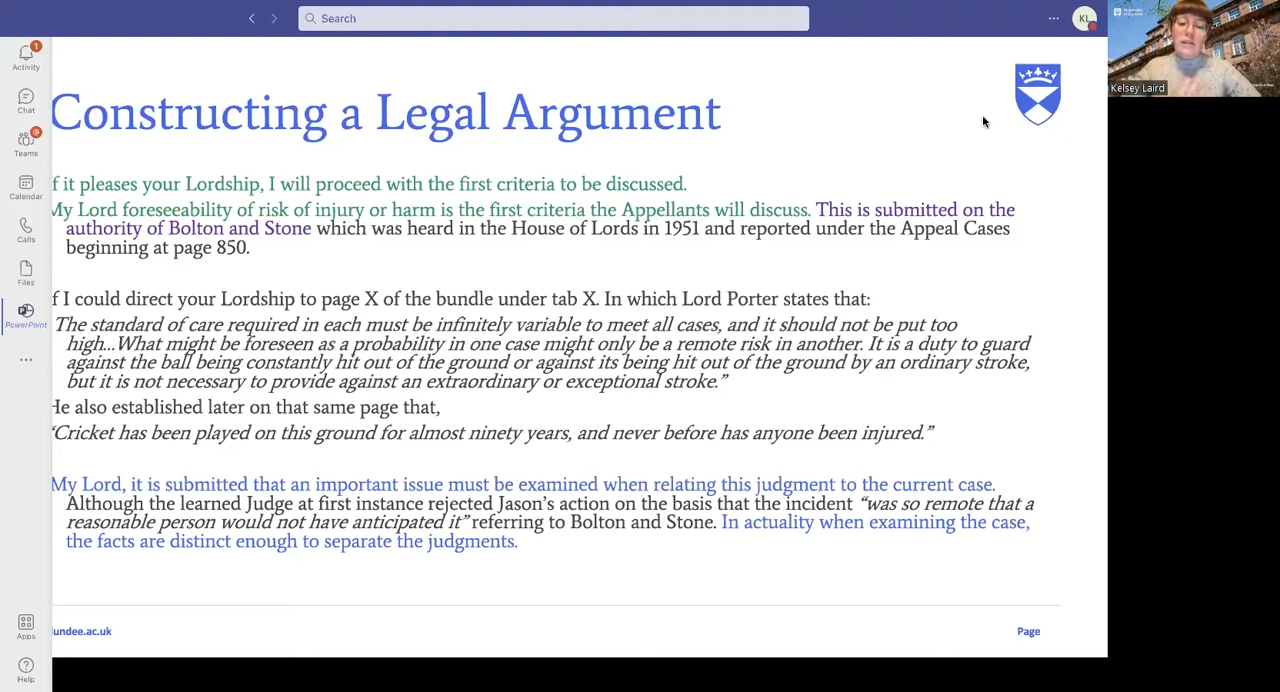 Search
KL
Activity
1
Chat
Teams
@
Calendar
Calls
Files
PowerPoint
Apps
Help
Kelsey Laird
Constructing a Legal Argument
f it pleases your Lordship, I will proceed with the first criteria to be discussed.
My Lord foreseeability of risk of injury or harm is the first criteria the Appellants will discuss. This is submitted on the
authority of Bolton and Stone which was heard in the House of Lords in 1951 and reported under the Appeal Cases
beginning at page 850.
f I could direct your Lordship to page X of the bundle under tab X. In which Lord Porter states that:
The standard of care required in each must be infinitely variable to meet all cases, and it should not be put too
high...What might be foreseen as a probability in one case might only be a remote risk in another. It is a duty to guard
against the ball being constantly hit out of the ground or against its being hit out of the ground by an ordinary stroke,
but it is not necessary to provide against an extraordinary or exceptional stroke.”
He also established later on that same page that,
“Cricket has been played on this ground for almost ninety years, and never before has anyone been injured.”
My Lord, it is submitted that an important issue must be examined when relating this judgment to the current case.
Although the learned Judge at first instance rejected Jason’s action on the basis that the incident “was so remote that a
reasonable person would not have anticipated it” referring to Bolton and Stone. In actuality when examining the case,
the facts are distinct enough to separate the judgments.
undee.ac.uk
Page